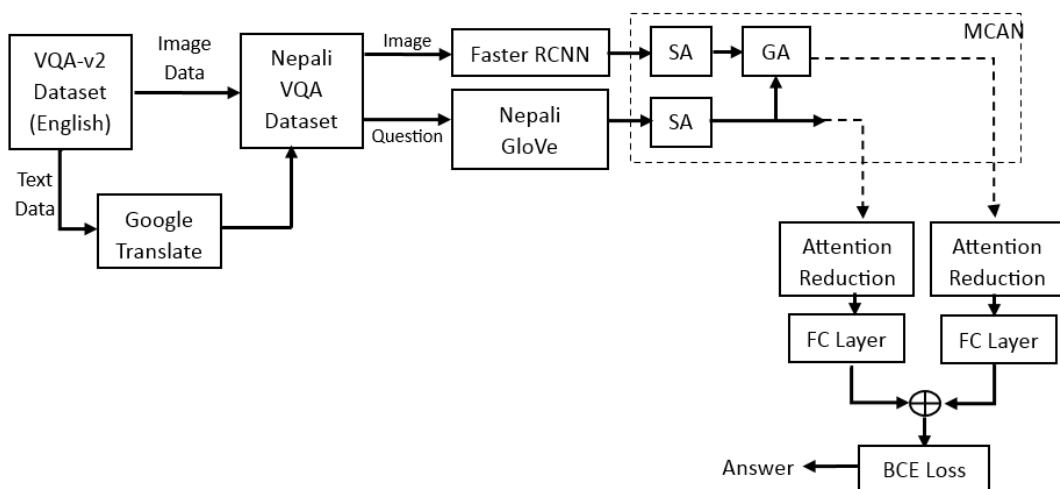 VQA-v2
Dataset
(English)
Image
Data
Nepali
VQA
Dataset
Text
Data
Google
Translate
Image
Question
Faster RCNN
Nepali
GloVe
MCAN
SA
GA
SA
Attention
Reduction
Attention
Reduction
FC Layer
FC Layer
BCE Loss
Answer